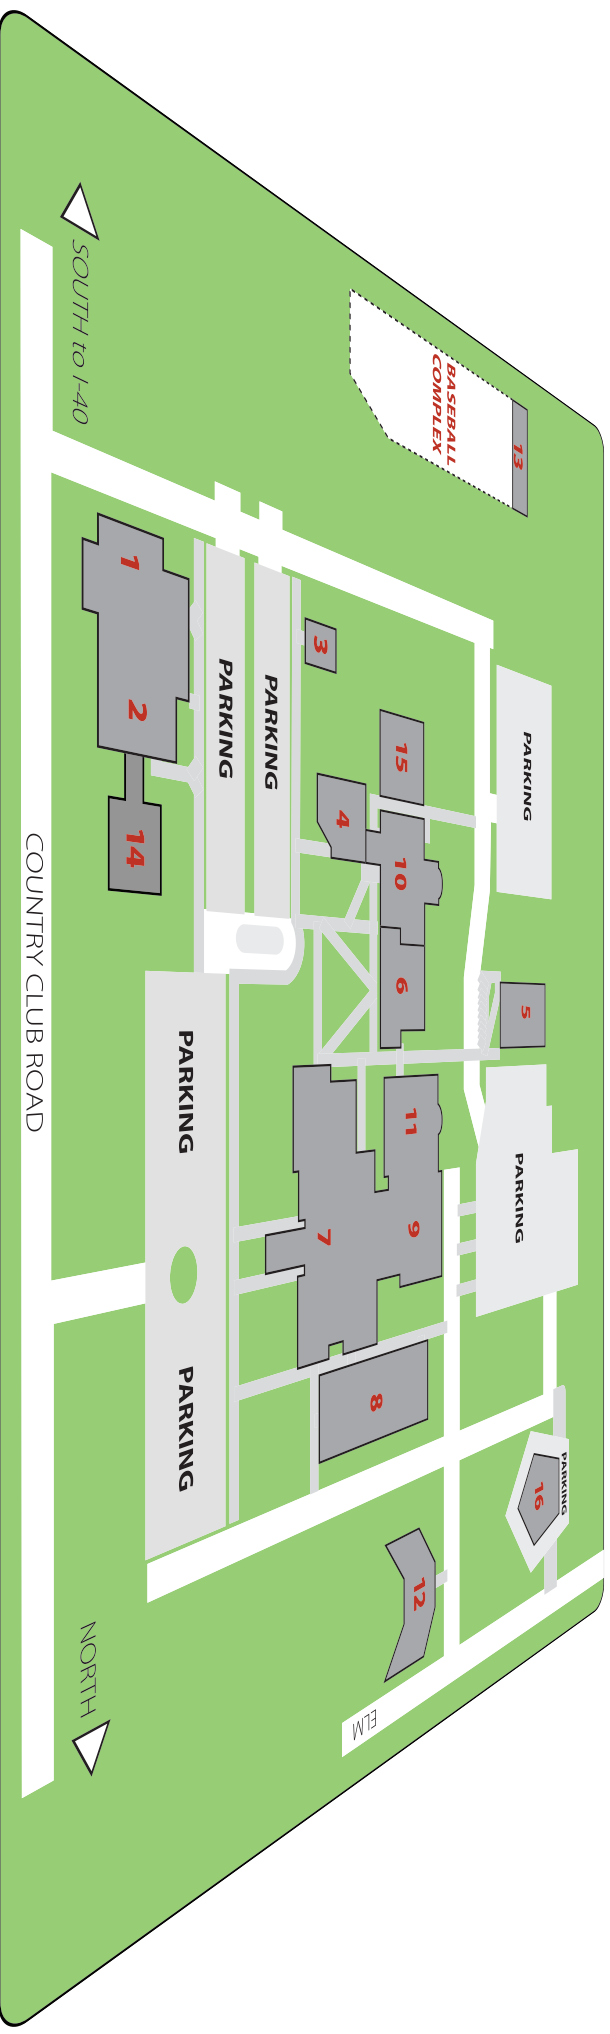 SOUTH to I-40
BASEBALL
COMPLEX
13
1
2
14
3
PARKING
PARKING
PARKING
15
4
10
6
5
COUNTRY CLUB ROAD
PARKING
11
9
7
PARKING
8
PARKING
PARKING
16
12
NORTH
ELM